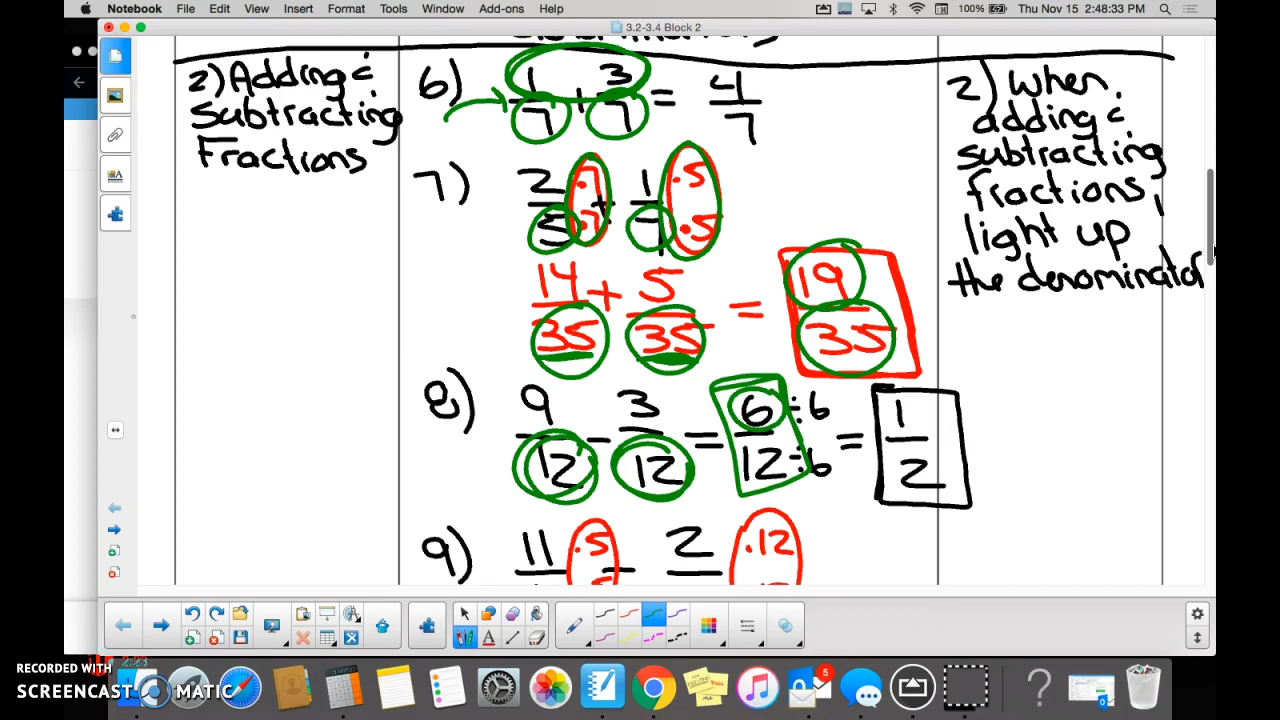 Notebook File Edit View Insert Format Tools Window Add-ons Help 100% Thu Nov 15 2:48:33 PM
3.2-3.4 Block 2
2) Adding &
Subtracting
Fractions
6) 1/7 + 3/7 = 4/7
7) 2/5 ·7/·7 + 1/7 ·5/·5
14/35 + 5/35 = 19/35
8) 9/12 - 3/12 = 6/12 ÷6/÷6 = 1/2
9) 11 ·5 - 2 ·12
2) When
adding &
subtracting
fractions,
light up
the denominator
RECORDED WITH
SCREENCAST MATIC
5